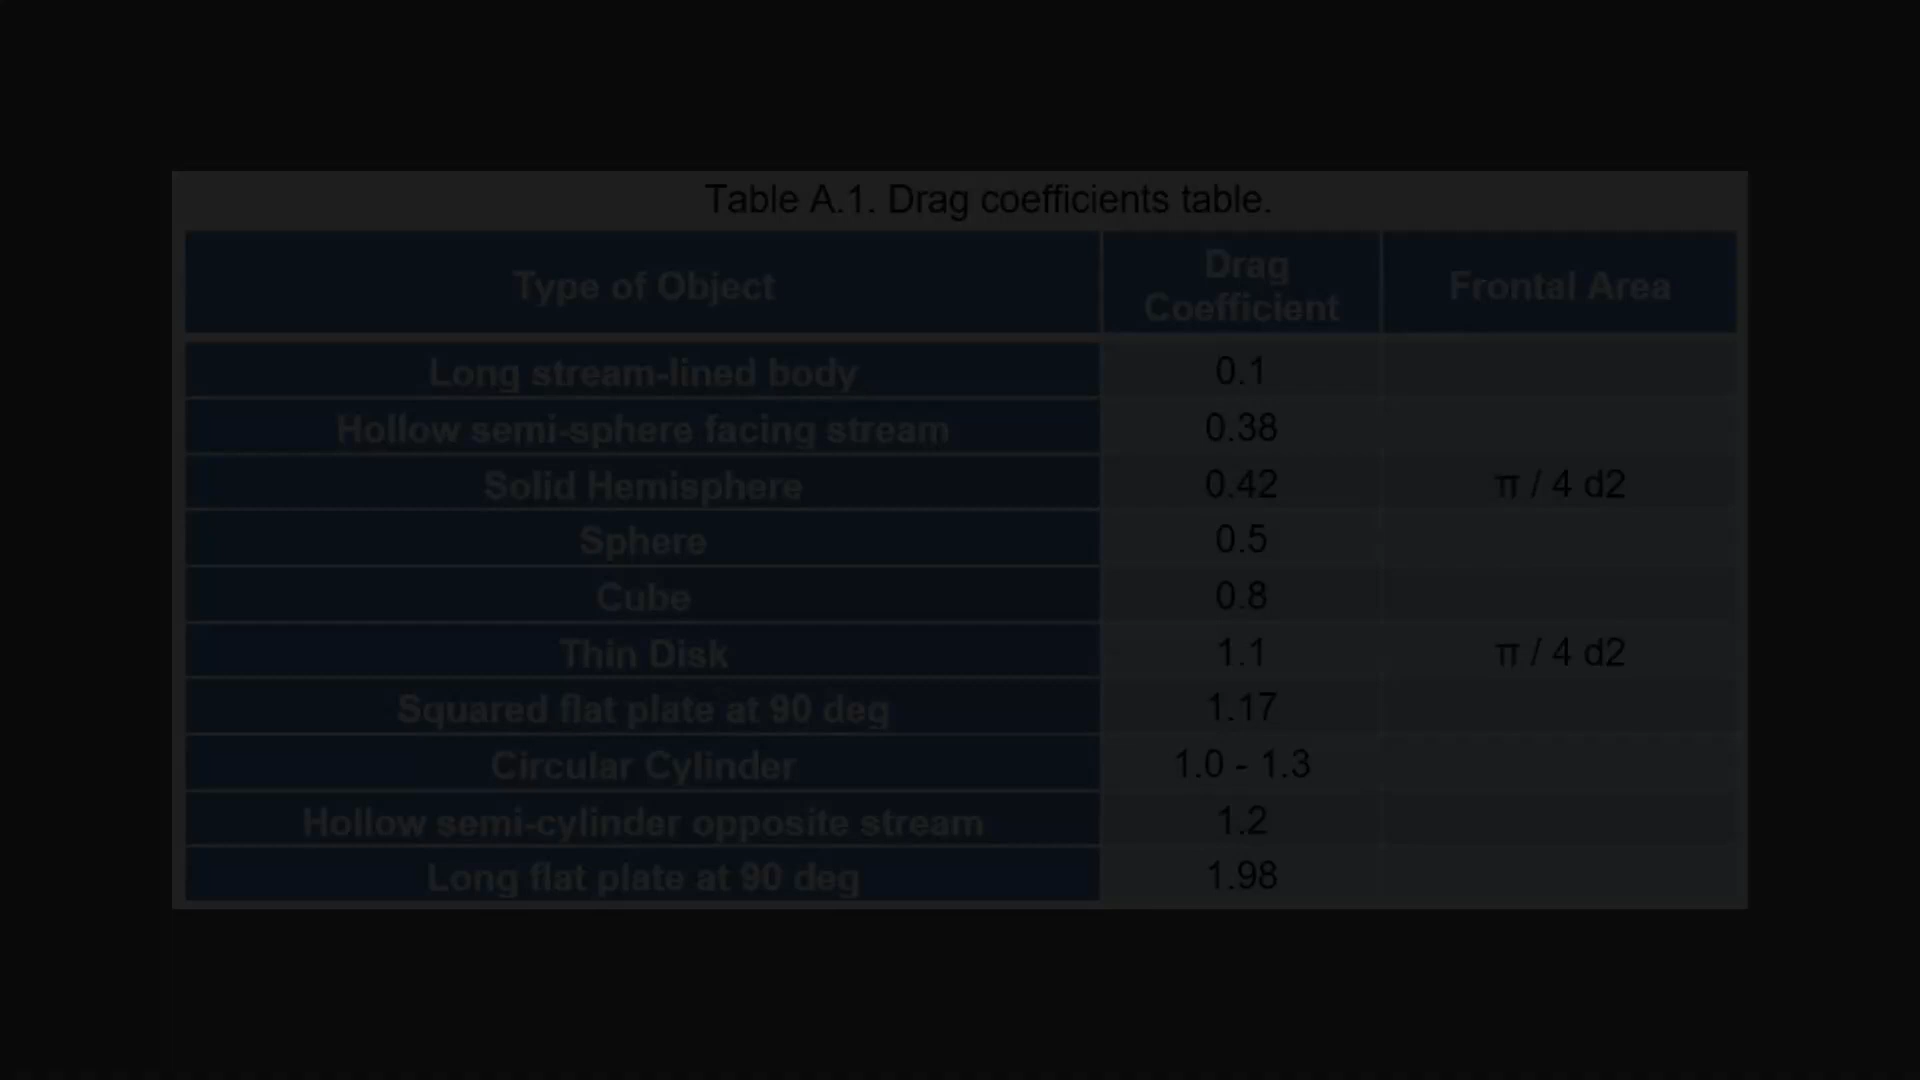 Table A.1. Drag coefficients table.
Type of Object Drag Coefficient Frontal Area
Long stream-lined body 0.1
Hollow semi-sphere facing stream 0.38
Solid Hemisphere 0.42 π / 4 d2
Sphere 0.5
Cube 0.8
Thin Disk 1.1 π / 4 d2
Squared flat plate at 90 deg 1.17
Circular Cylinder 1.0 - 1.3
Hollow semi-cylinder opposite stream 1.2
Long flat plate at 90 deg 1.98